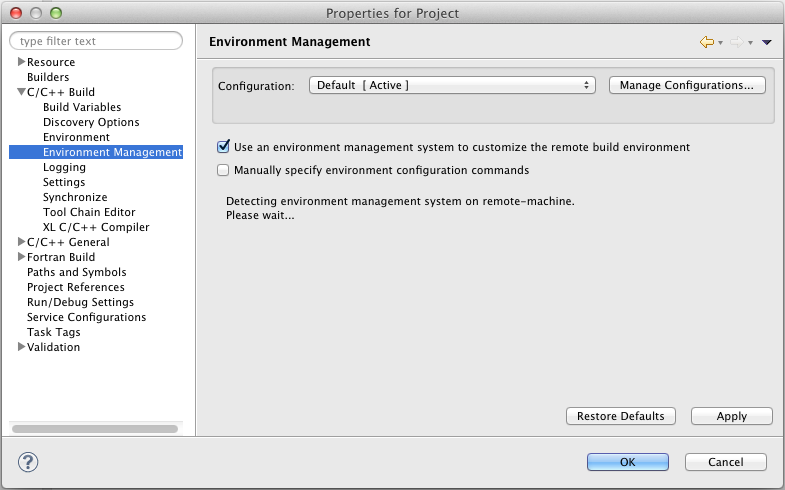 Properties for Project
type filter text
Resource
Builders
C/C++ Build
Build Variables
Discovery Options
Environment
Environment Management
Logging
Settings
Synchronize
Tool Chain Editor
XL C/C++ Compiler
C/C++ General
Fortran Build
Paths and Symbols
Project References
Run/Debug Settings
Service Configurations
Task Tags
Validation
Environment Management
Configuration: Default [ Active ] Manage Configurations...
Use an environment management system to customize the remote build environment
Manually specify environment configuration commands
Detecting environment management system on remote-machine.
Please wait...
Restore Defaults Apply
? OK Cancel